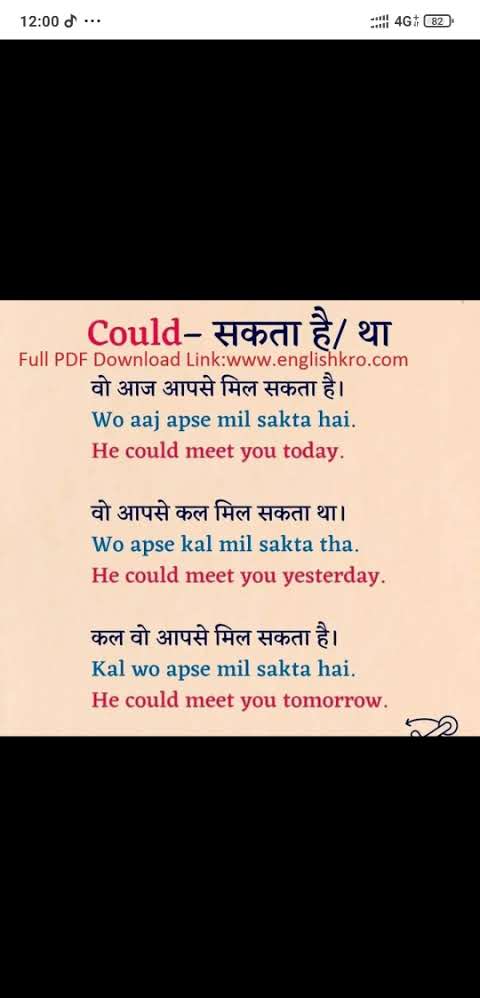 12:00
4G
82
Could– सकता है/ था
Full PDF Download Link:www.englishkro.com
वो आज आपसे मिल सकता है।
Wo aaj apse mil sakta hai.
He could meet you today.
वो आपसे कल मिल सकता था।
Wo apse kal mil sakta tha.
He could meet you yesterday.
कल वो आपसे मिल सकता है।
Kal wo apse mil sakta hai.
He could meet you tomorrow.